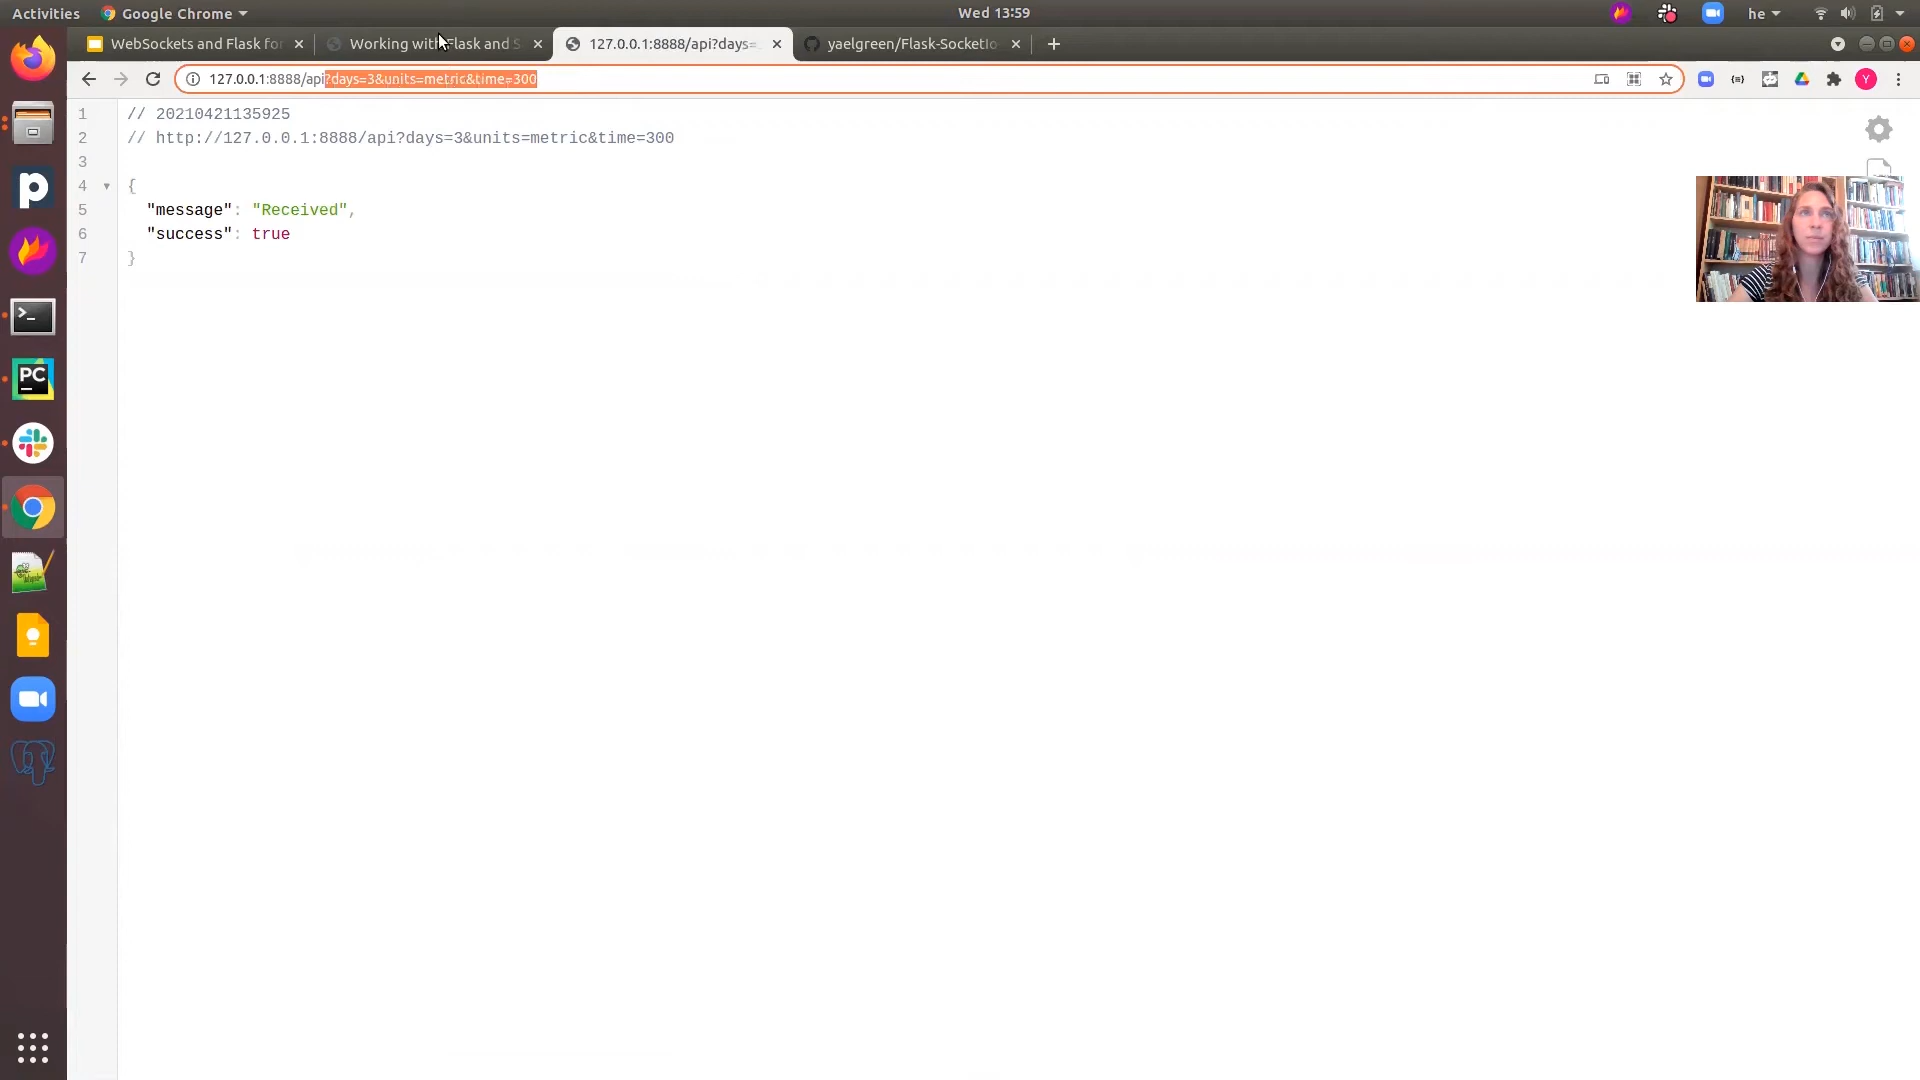 Activities
Google Chrome
Wed 13:59
he
WebSockets and Flask for
Working with Flask and S
127.0.0.1:8888/api?days=
yaelgreen/Flask-SocketIo
127.0.0.1:8888/api?days=3&units=metric&time=300
Y
1 // 20210421135925
2 // http://127.0.0.1:8888/api?days=3&units=metric&time=300
3
4 {
5 "message": "Received",
6 "success": true
7 }
p
>_
PC